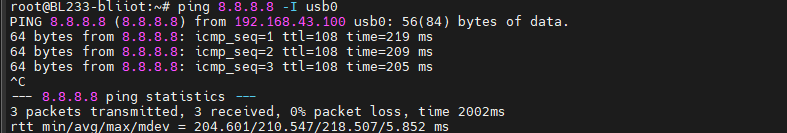 root@BL233-bliiot:~# ping 8.8.8.8 -I usb0
PING 8.8.8.8 (8.8.8.8) from 192.168.43.100 usb0: 56(84) bytes of data.
64 bytes from 8.8.8.8: icmp_seq=1 ttl=108 time=219 ms
64 bytes from 8.8.8.8: icmp_seq=2 ttl=108 time=209 ms
64 bytes from 8.8.8.8: icmp_seq=3 ttl=108 time=205 ms
^C
--- 8.8.8.8 ping statistics ---
3 packets transmitted, 3 received, 0% packet loss, time 2002ms
rtt min/avg/max/mdev = 204.601/210.547/218.507/5.852 ms